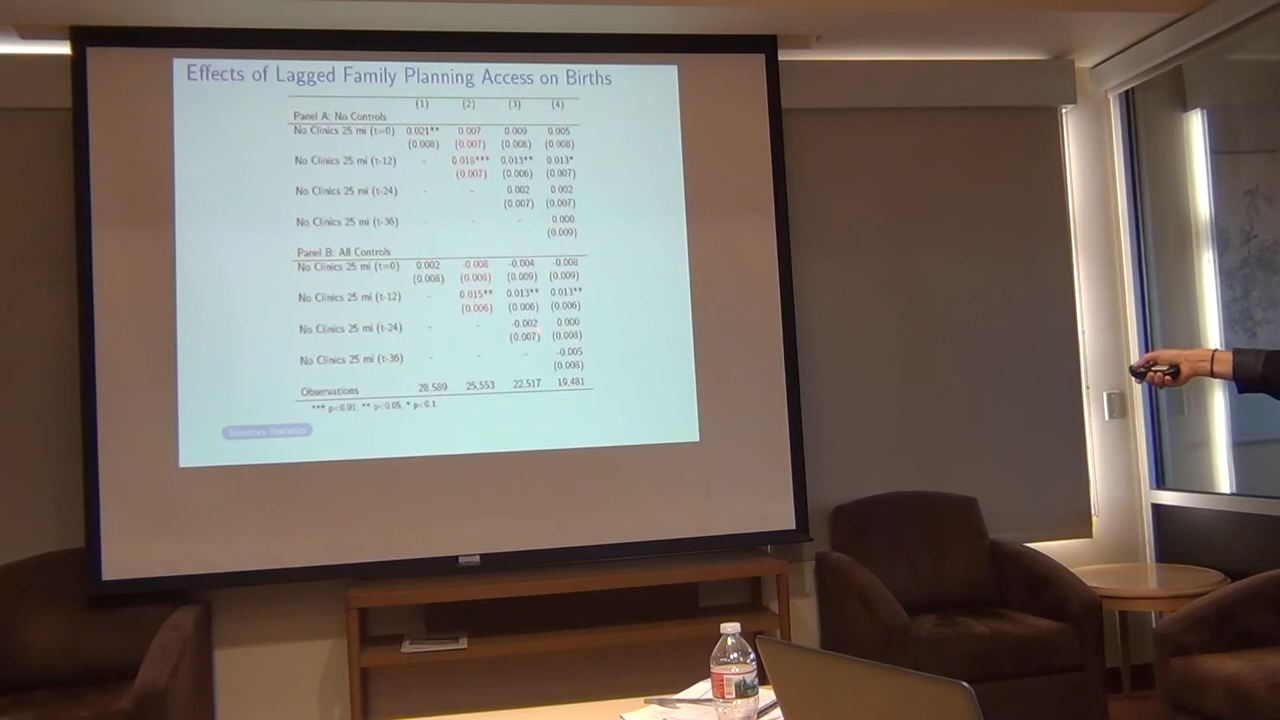 Effects of Lagged Family Planning Access on Births
(1) (2) (3) (4)
Panel A: No Controls
No Clinics 25 mi (t=0) 0.021** 0.007 0.009 0.005
(0.008) (0.007) (0.008) (0.008)
No Clinics 25 mi (t-12) - 0.018*** 0.013** 0.013*
(0.007) (0.006) (0.007)
No Clinics 25 mi (t-24) - - 0.002 0.002
(0.007) (0.007)
No Clinics 25 mi (t-36) - - - 0.000
(0.009)
Panel B: All Controls
No Clinics 25 mi (t=0) 0.002 -0.008 -0.004 -0.008
(0.008) (0.008) (0.009) (0.009)
No Clinics 25 mi (t-12) - 0.015** 0.013** 0.013**
(0.006) (0.006) (0.006)
No Clinics 25 mi (t-24) - - -0.002 0.000
(0.007) (0.008)
No Clinics 25 mi (t-36) - - - -0.005
(0.008)
Observations 28,589 25,553 22,517 19,481
*** p<0.01, ** p<0.05, * p<0.1
Summary Statistics